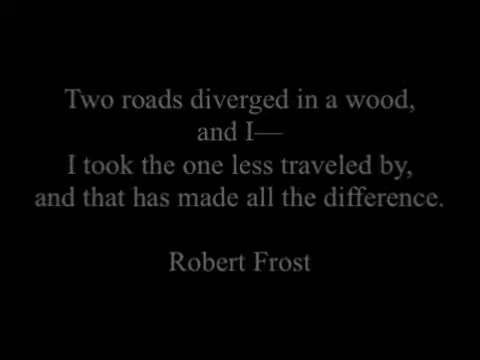 Two roads diverged in a wood,
and I—
I took the one less traveled by,
and that has made all the difference.
Robert Frost